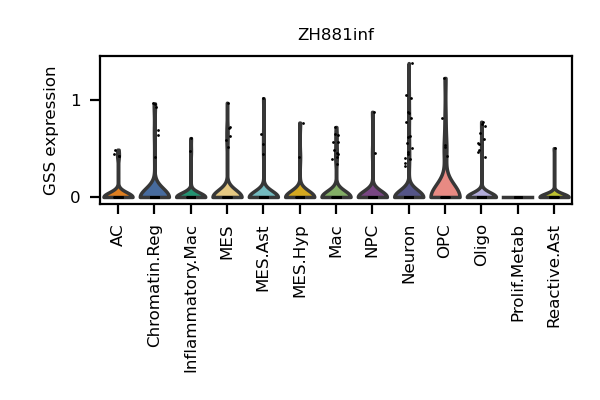 ZH881inf
GSS expression
1
0
AC
Chromatin.Reg
Inflammatory.Mac
MES
MES.Ast
MES.Hyp
Mac
NPC
Neuron
OPC
Oligo
Prolif.Metab
Reactive.Ast